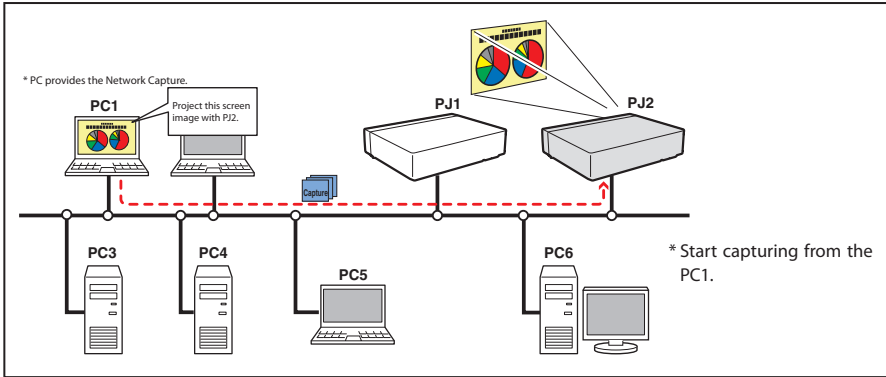 * PC provides the Network Capture.
PC1
Project this screen
image with PJ2.
PJ1
PJ2
Capture
PC3
PC4
PC5
PC6
* Start capturing from the
PC1.